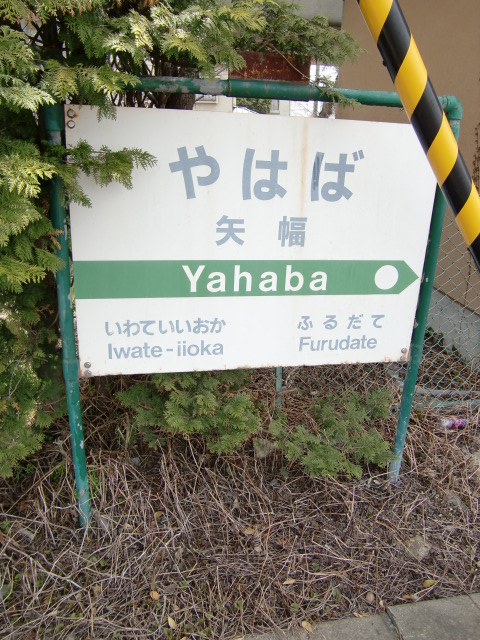 やはば
矢幅
Yahaba
いわていいおか ふるだて
Iwate-iioka Furudate